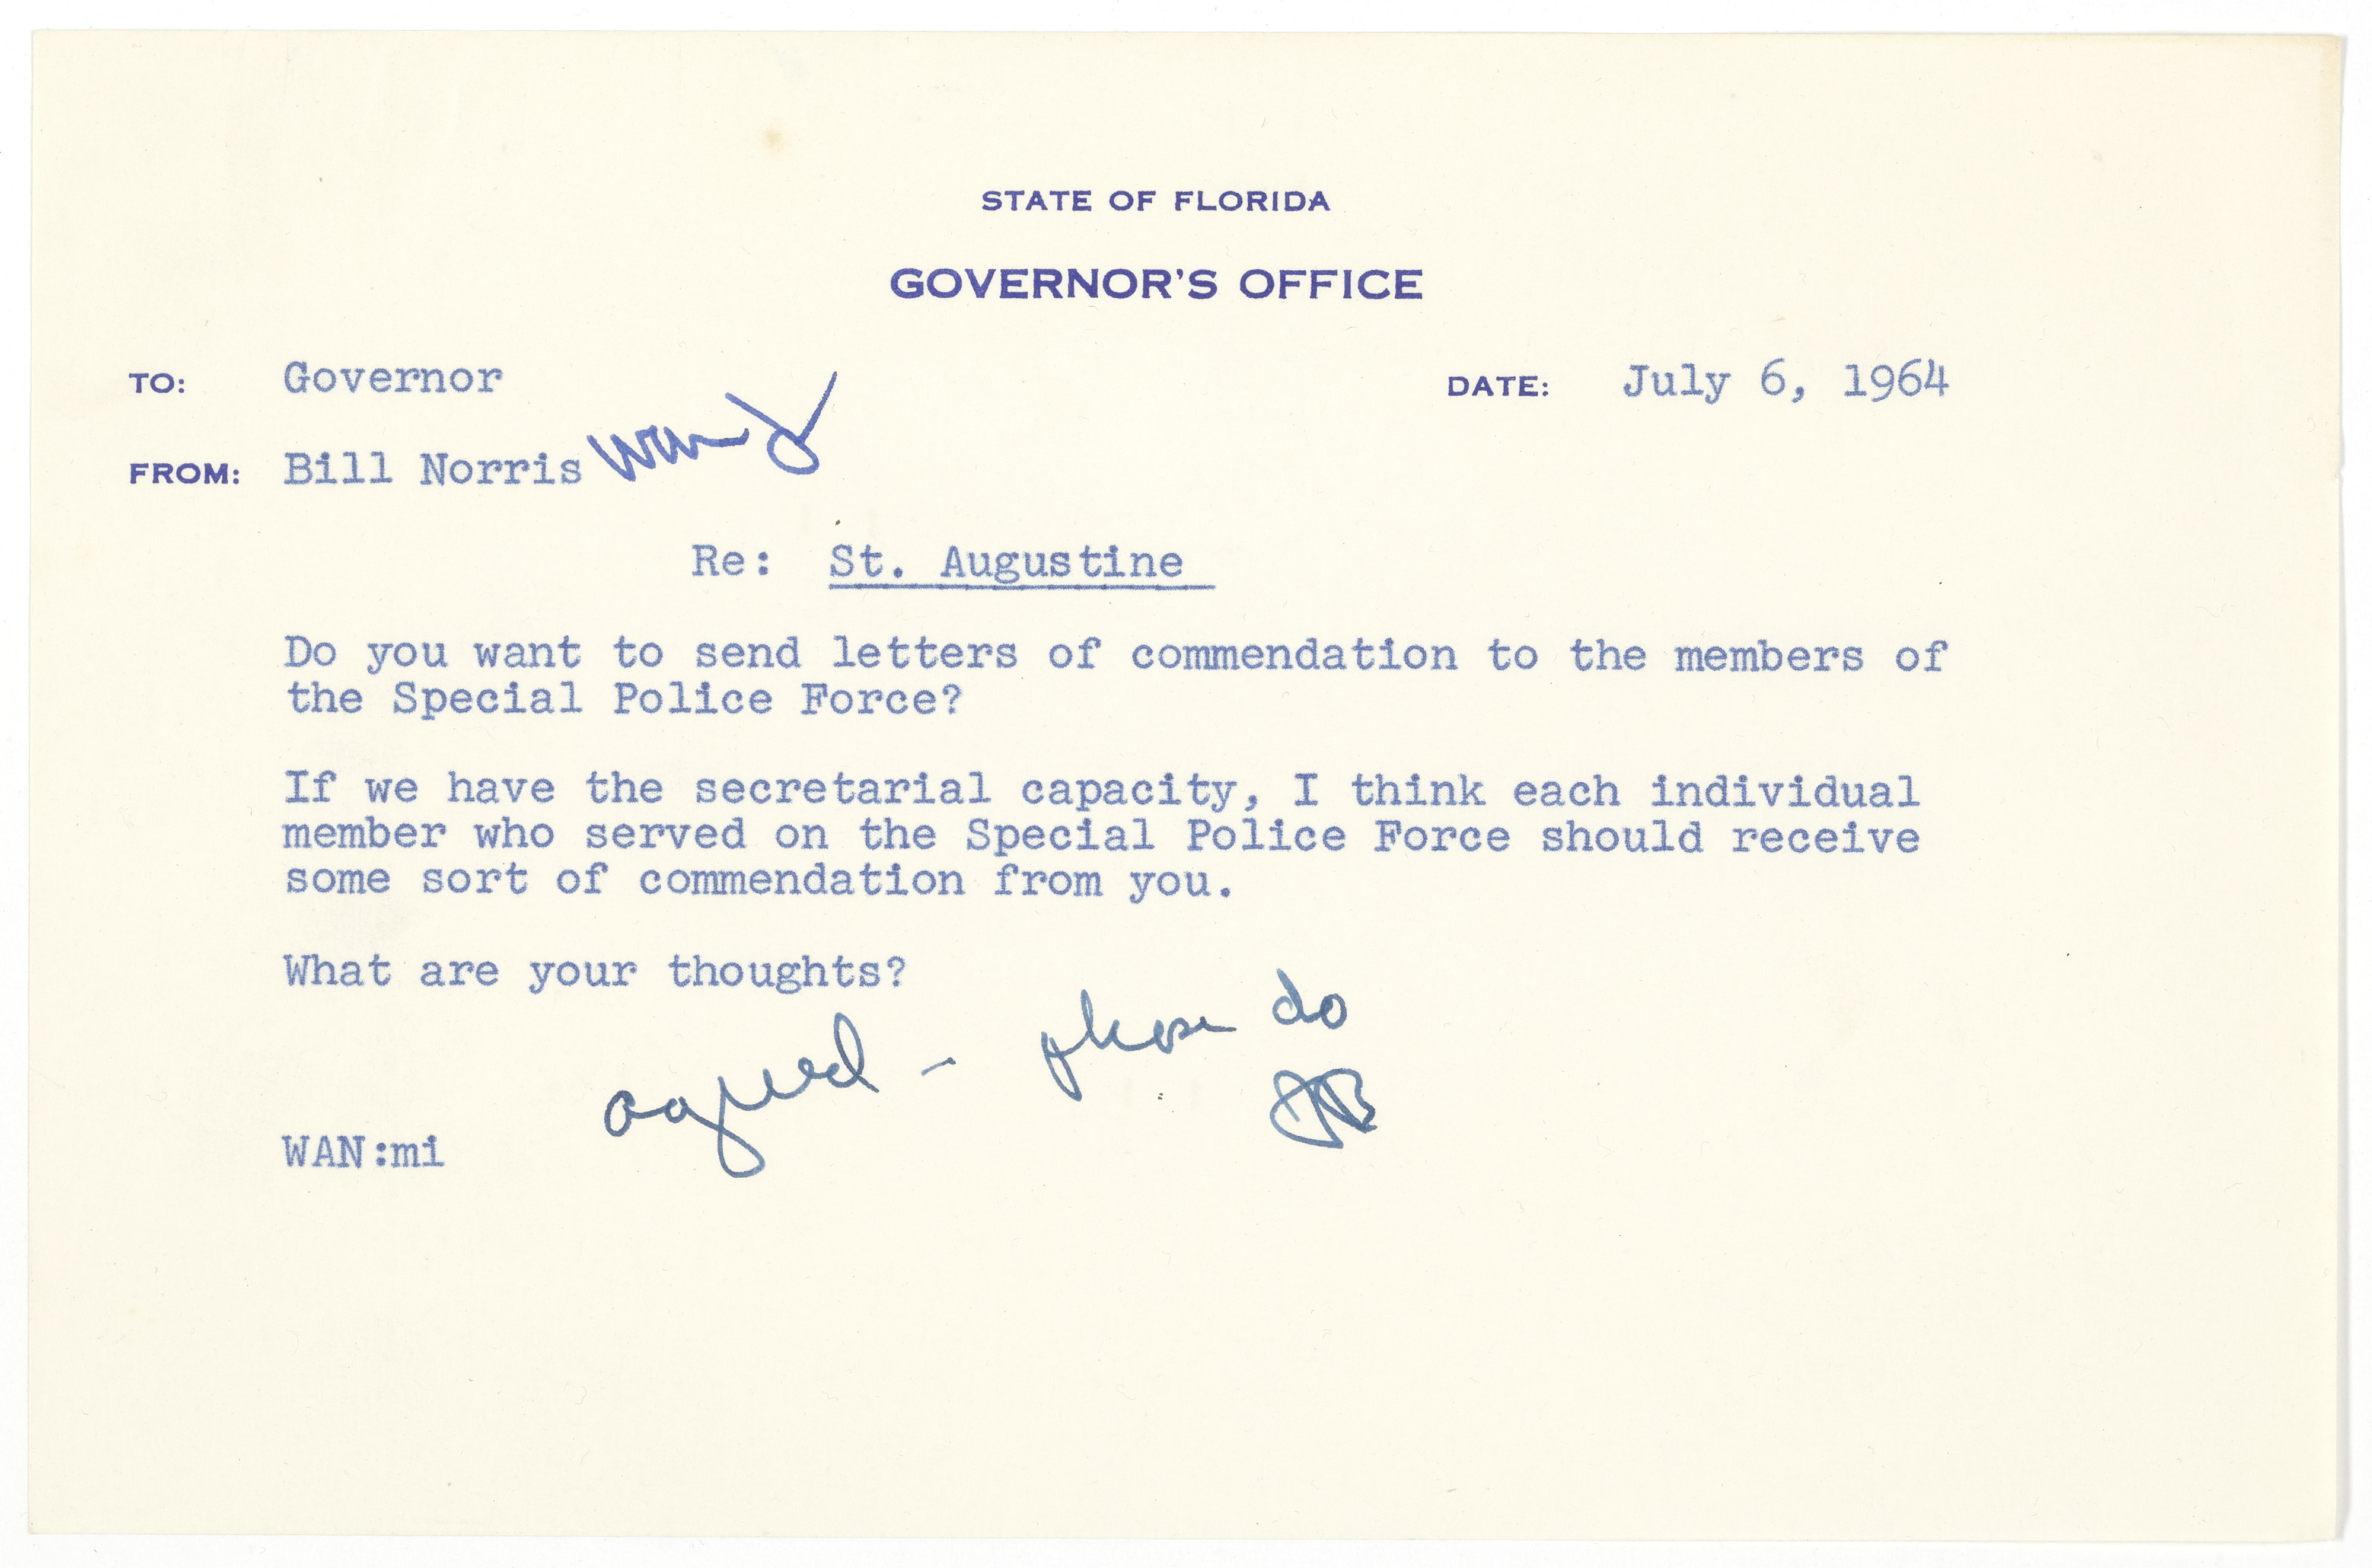 STATE OF FLORIDA
GOVERNOR'S OFFICE
TO: Governor
DATE: July 6, 1964
FROM: Bill Norris
Re: St. Augustine
Do you want to send letters of commendation to the members of
the Special Police Force?
If we have the secretarial capacity, I think each individual
member who served on the Special Police Force should receive
some sort of commendation from you.
What are your thoughts?
agreed - please do
WAN:mi